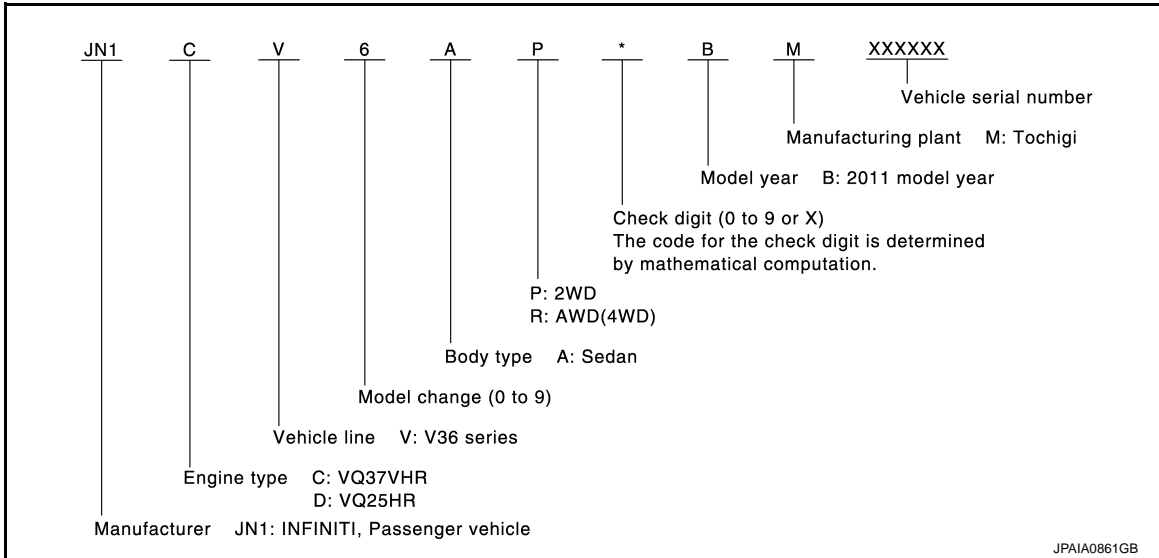 JN1 C V 6 A P * B M XXXXXX
Vehicle serial number
Manufacturing plant M: Tochigi
Model year B: 2011 model year
Check digit (0 to 9 or X)
The code for the check digit is determined
by mathematical computation.
P: 2WD
R: AWD(4WD)
Body type A: Sedan
Model change (0 to 9)
Vehicle line V: V36 series
Engine type C: VQ37VHR
D: VQ25HR
Manufacturer JN1: INFINITI, Passenger vehicle
JPAIA0861GB